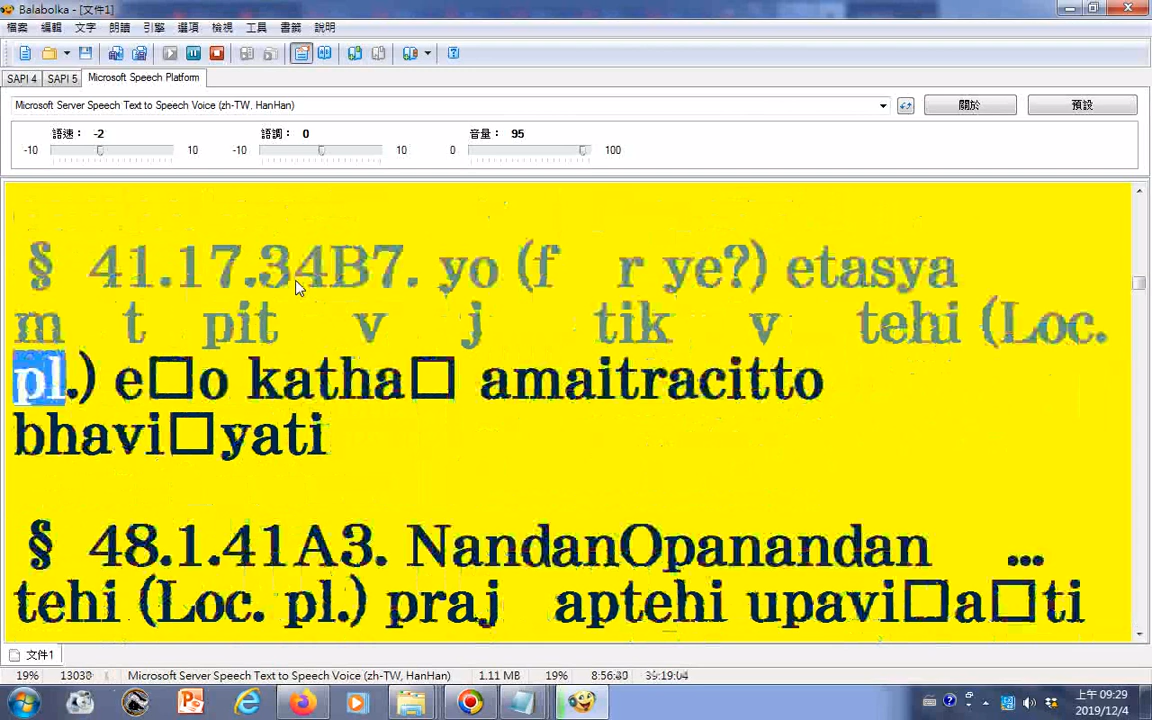 Balabolka - [文件1]
檔案 編輯 文字 朗讀 引擎 選項 檢視 工具 書籤 說明
SAPI 4 SAPI 5 Microsoft Speech Platform
Microsoft Server Speech Text to Speech Voice (zh-TW, HanHan) 關於 預設
語速： -2 語調： 0 音量： 95
-10 10 -10 10 0 100
§ 41.17.34B7. yo (f r ye?) etasya
m t pit v j tik v tehi (Loc.
pl.) e□o katha□ amaitracitto
bhavi□yati
§ 48.1.41A3. NandanOpanandan ...
tehi (Loc. pl.) praj aptehi upavi□a□ti
文件1
19% 13038 Microsoft Server Speech Text to Speech Voice (zh-TW, HanHan) 1.11 MB 19% 8:56:40 39:19:04
上午 09:29
2019/12/4